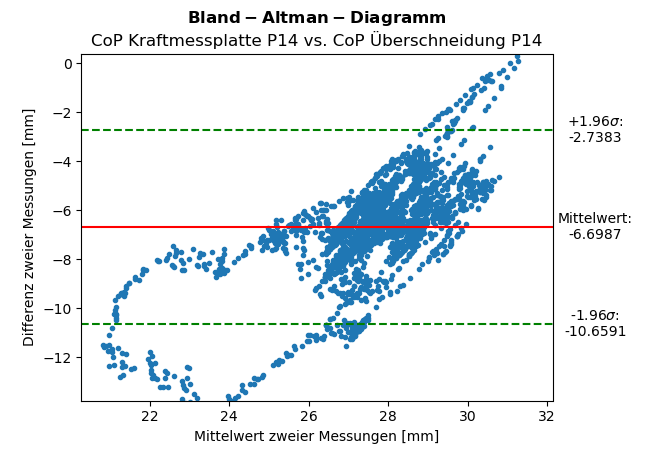 Bland−Altman−Diagramm
CoP Kraftmessplatte P14 vs. CoP Überschneidung P14
Differenz zweier Messungen [mm]
0
−2
−4
−6
−8
−10
−12
+1.96σ:
-2.7383
Mittelwert:
-6.6987
-1.96σ:
-10.6591
22 24 26 28 30 32
Mittelwert zweier Messungen [mm]